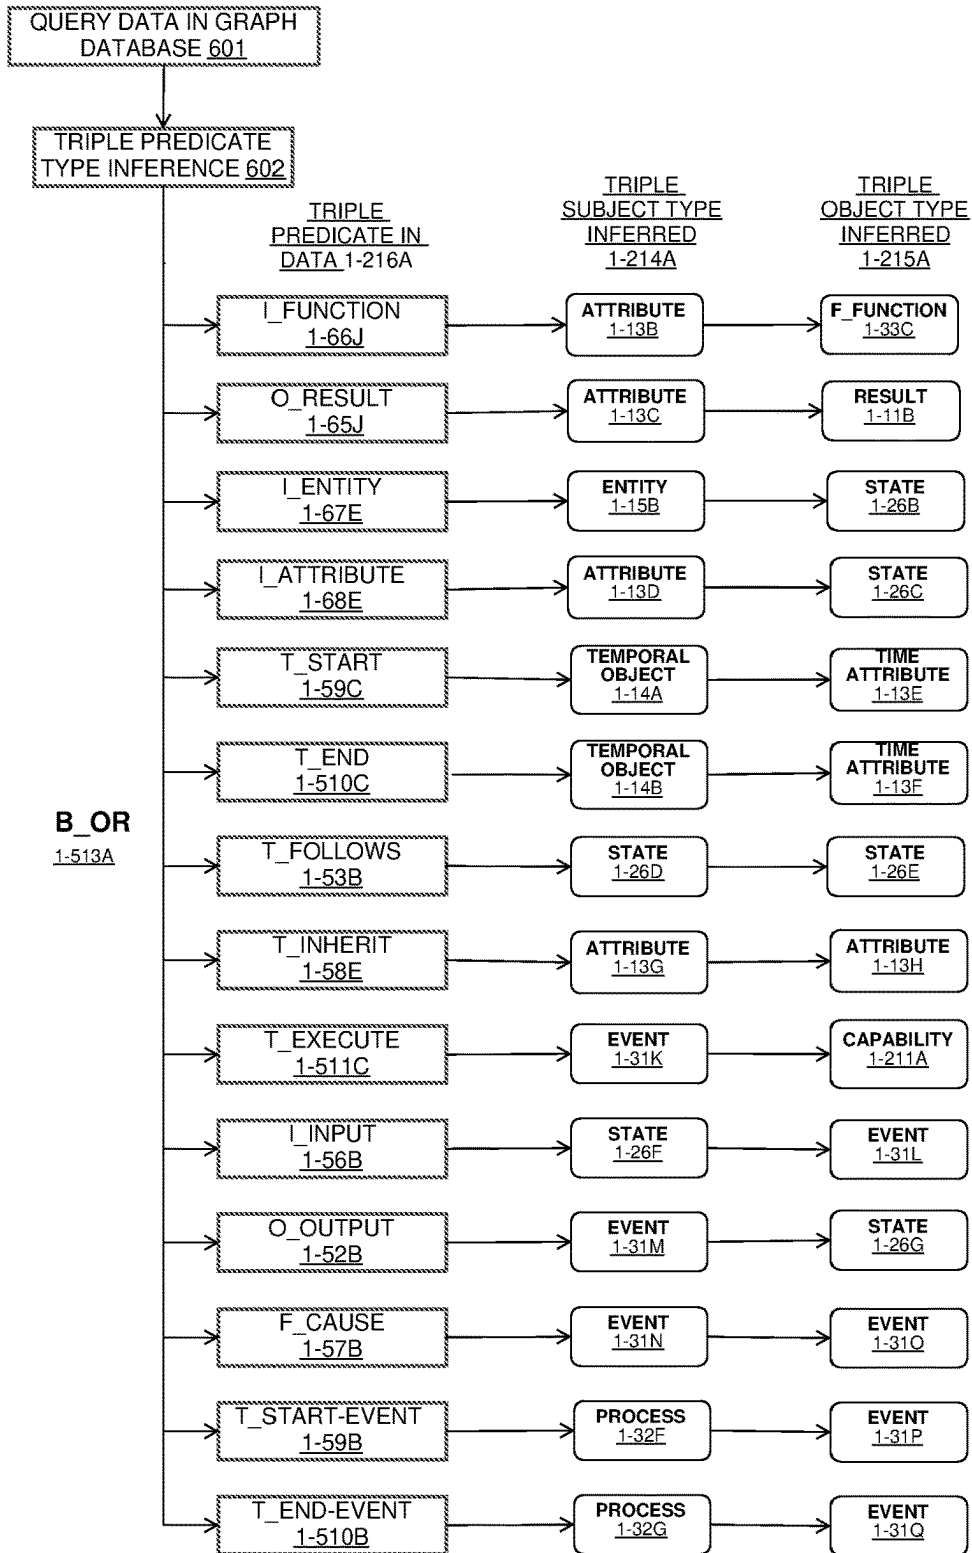 QUERY DATA IN GRAPH
DATABASE 601
TRIPLE PREDICATE
TYPE INFERENCE 602
TRIPLE
PREDICATE IN
DATA 1-216A
TRIPLE
SUBJECT TYPE
INFERRED
1-214A
TRIPLE
OBJECT TYPE
INFERRED
1-215A
I_FUNCTION
1-66J
ATTRIBUTE
1-13B
F_FUNCTION
1-33C
O_RESULT
1-65J
ATTRIBUTE
1-13C
RESULT
1-11B
I_ENTITY
1-67E
ENTITY
1-15B
STATE
1-26B
I_ATTRIBUTE
1-68E
ATTRIBUTE
1-13D
STATE
1-26C
T_START
1-59C
TEMPORAL
OBJECT
1-14A
TIME
ATTRIBUTE
1-13E
T_END
1-510C
TEMPORAL
OBJECT
1-14B
TIME
ATTRIBUTE
1-13F
B_OR
1-513A
T_FOLLOWS
1-53B
STATE
1-26D
STATE
1-26E
T_INHERIT
1-58E
ATTRIBUTE
1-13G
ATTRIBUTE
1-13H
T_EXECUTE
1-511C
EVENT
1-31K
CAPABILITY
1-211A
I_INPUT
1-56B
STATE
1-26F
EVENT
1-31L
O_OUTPUT
1-52B
EVENT
1-31M
STATE
1-26G
F_CAUSE
1-57B
EVENT
1-31N
EVENT
1-31O
T_START-EVENT
1-59B
PROCESS
1-32F
EVENT
1-31P
T_END-EVENT
1-510B
PROCESS
1-32G
EVENT
1-31Q